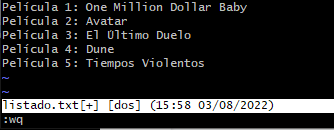 Película 1: One Million Dollar Baby
Película 2: Avatar
Película 3: El Último Duelo
Película 4: Dune
Película 5: Tiempos Violentos
~
~
listado.txt[+] [dos] (15:58 03/08/2022)
:wq